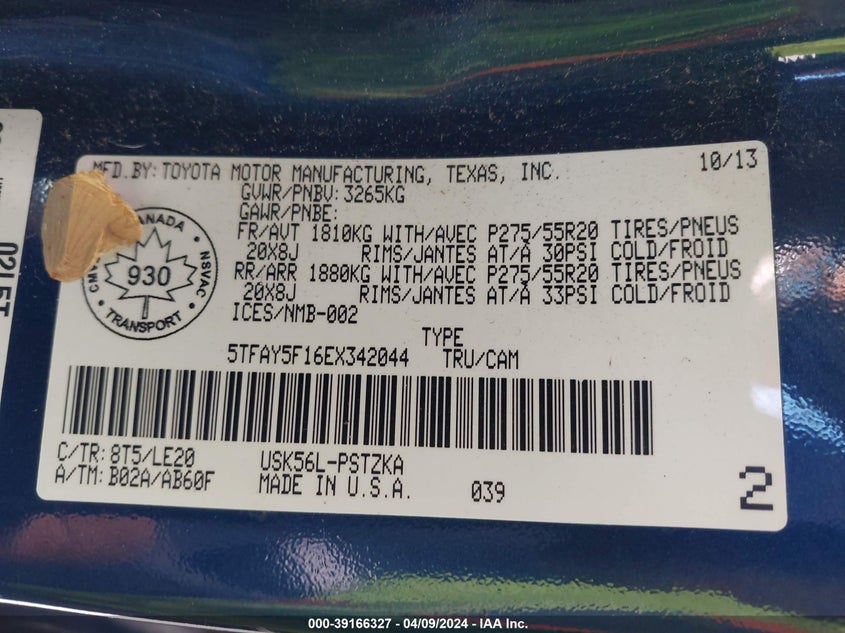 MFD.BY: TOYOTA MOTOR MANUFACTURING, TEXAS, INC. 10/13
GVWR/PNBV: 3265KG
GAWR/PNBE:
FR/AVT 1810KG WITH/AVEC P275/55R20 TIRES/PNEUS
20X8J RIMS/JANTES AT/À 30PSI COLD/FROID
RR/ARR 1880KG WITH/AVEC P275/55R20 TIRES/PNEUS
20X8J RIMS/JANTES AT/À 33PSI COLD/FROID
ICES/NMB-002
CANADA
930
NSVAC
TRANSPORT
TYPE
5TFAY5F16EX342044 TRU/CAM
C/TR: 8T5/LE20 USK56L-PSTZKA
A/TM: B02A/AB60F MADE IN U.S.A. 039
2
000-39166327 - 04/09/2024 - IAA Inc.